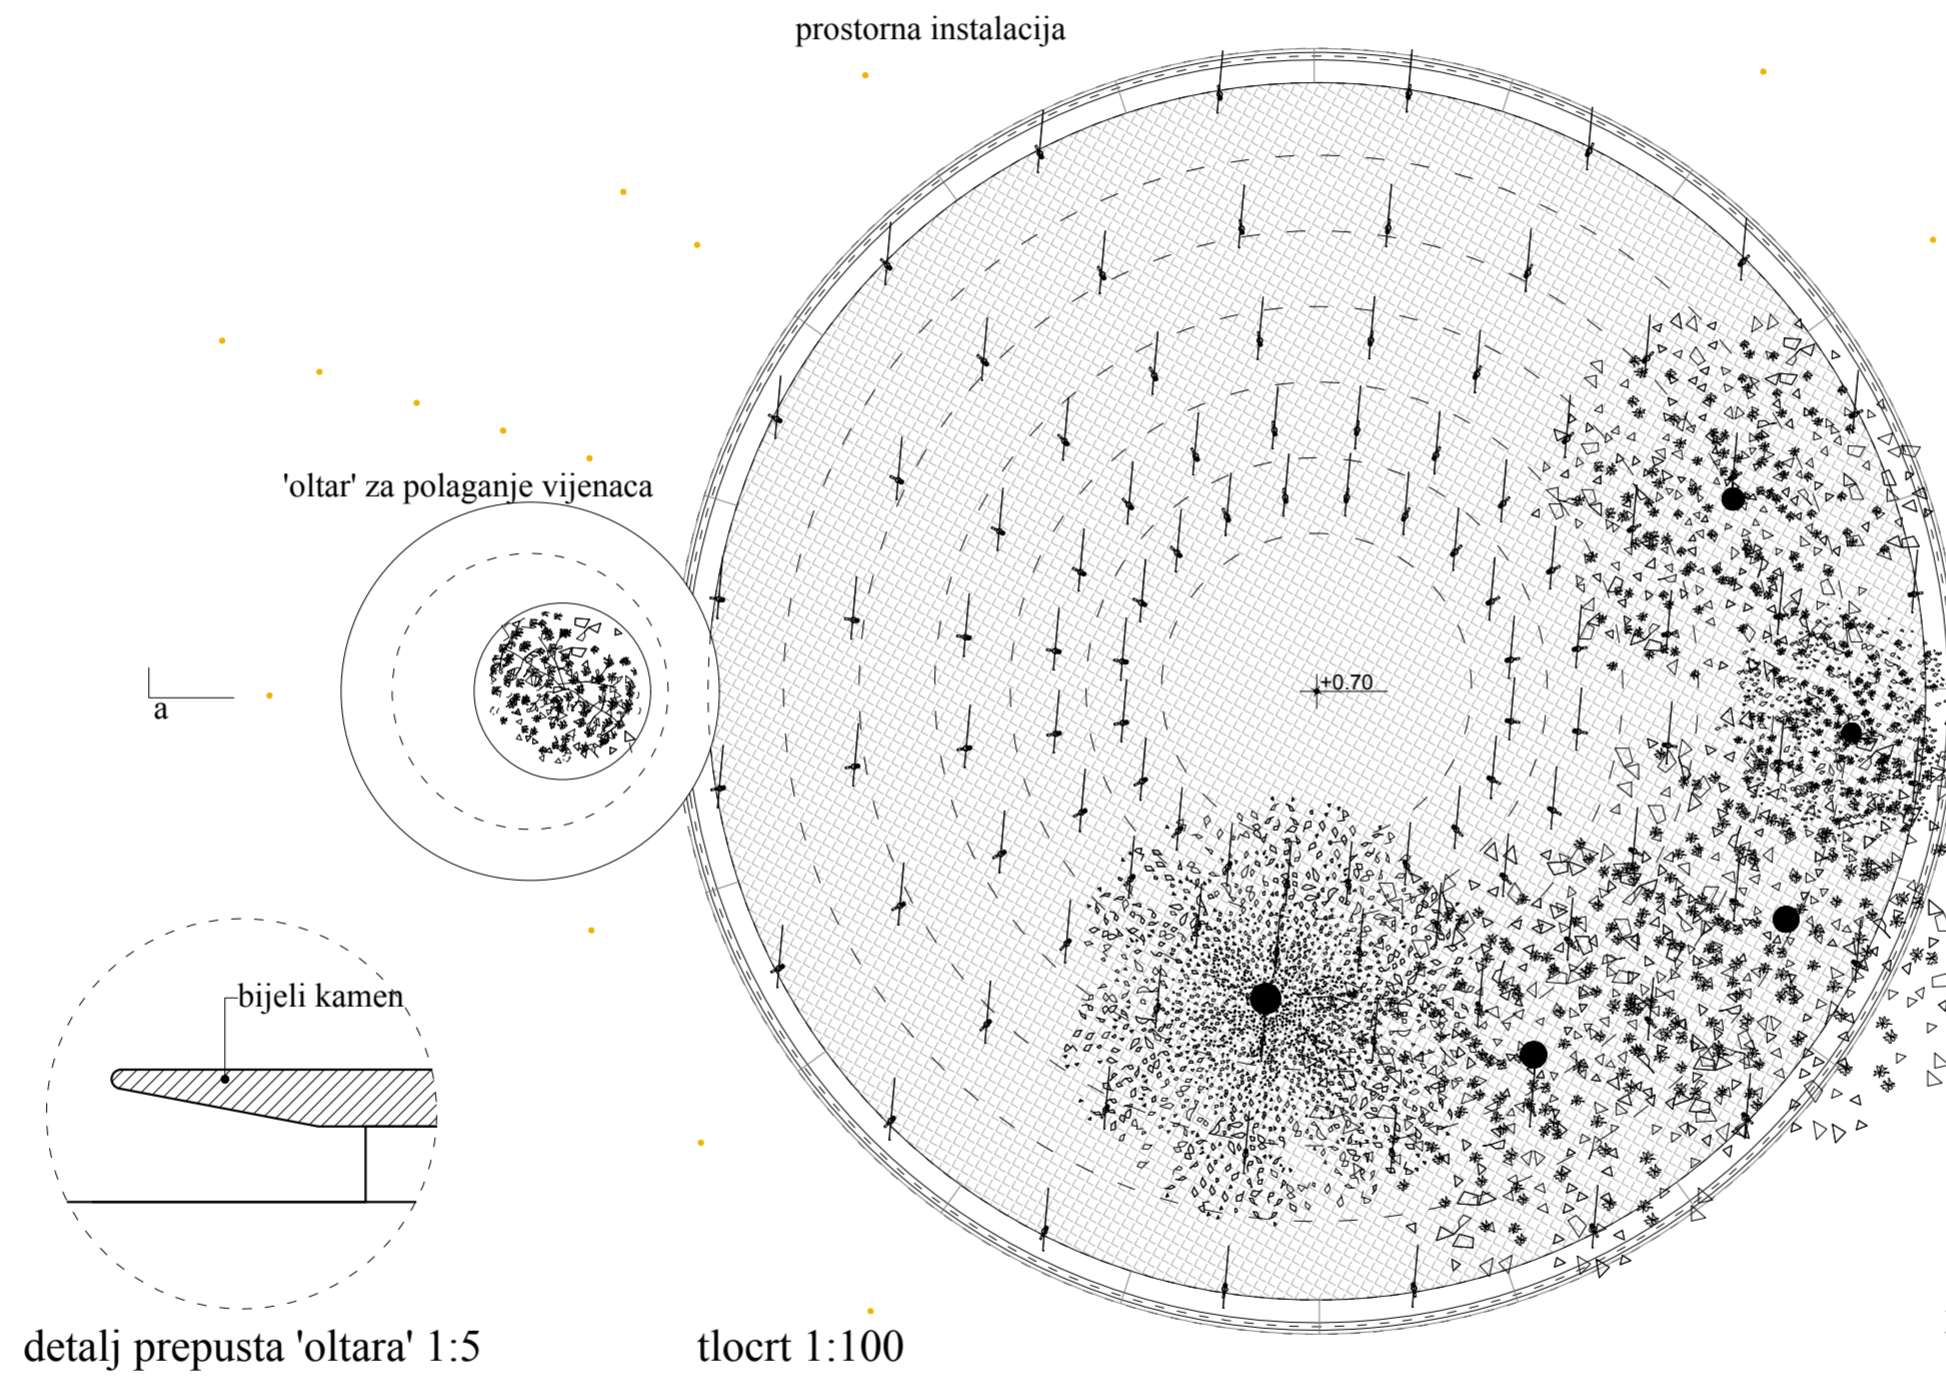 prostorna instalacija
'oltar' za polaganje vijenaca
+0.70
a
bijeli kamen
detalj prepusta 'oltara' 1:5
tlocrt 1:100